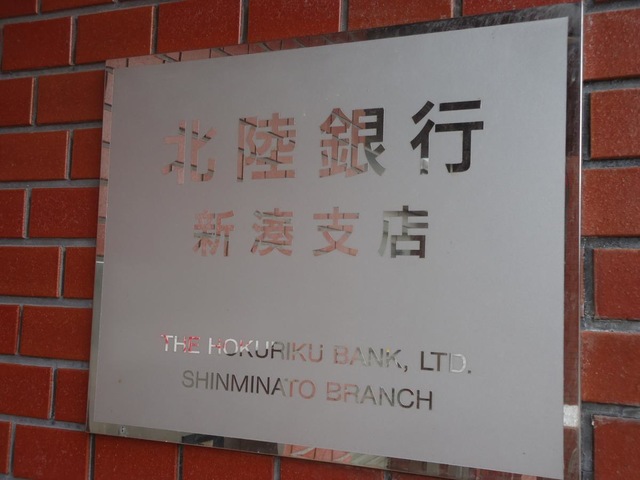 北陸銀行
新湊支店
THE HOKURIKU BANK, LTD.
SHINMINATO BRANCH